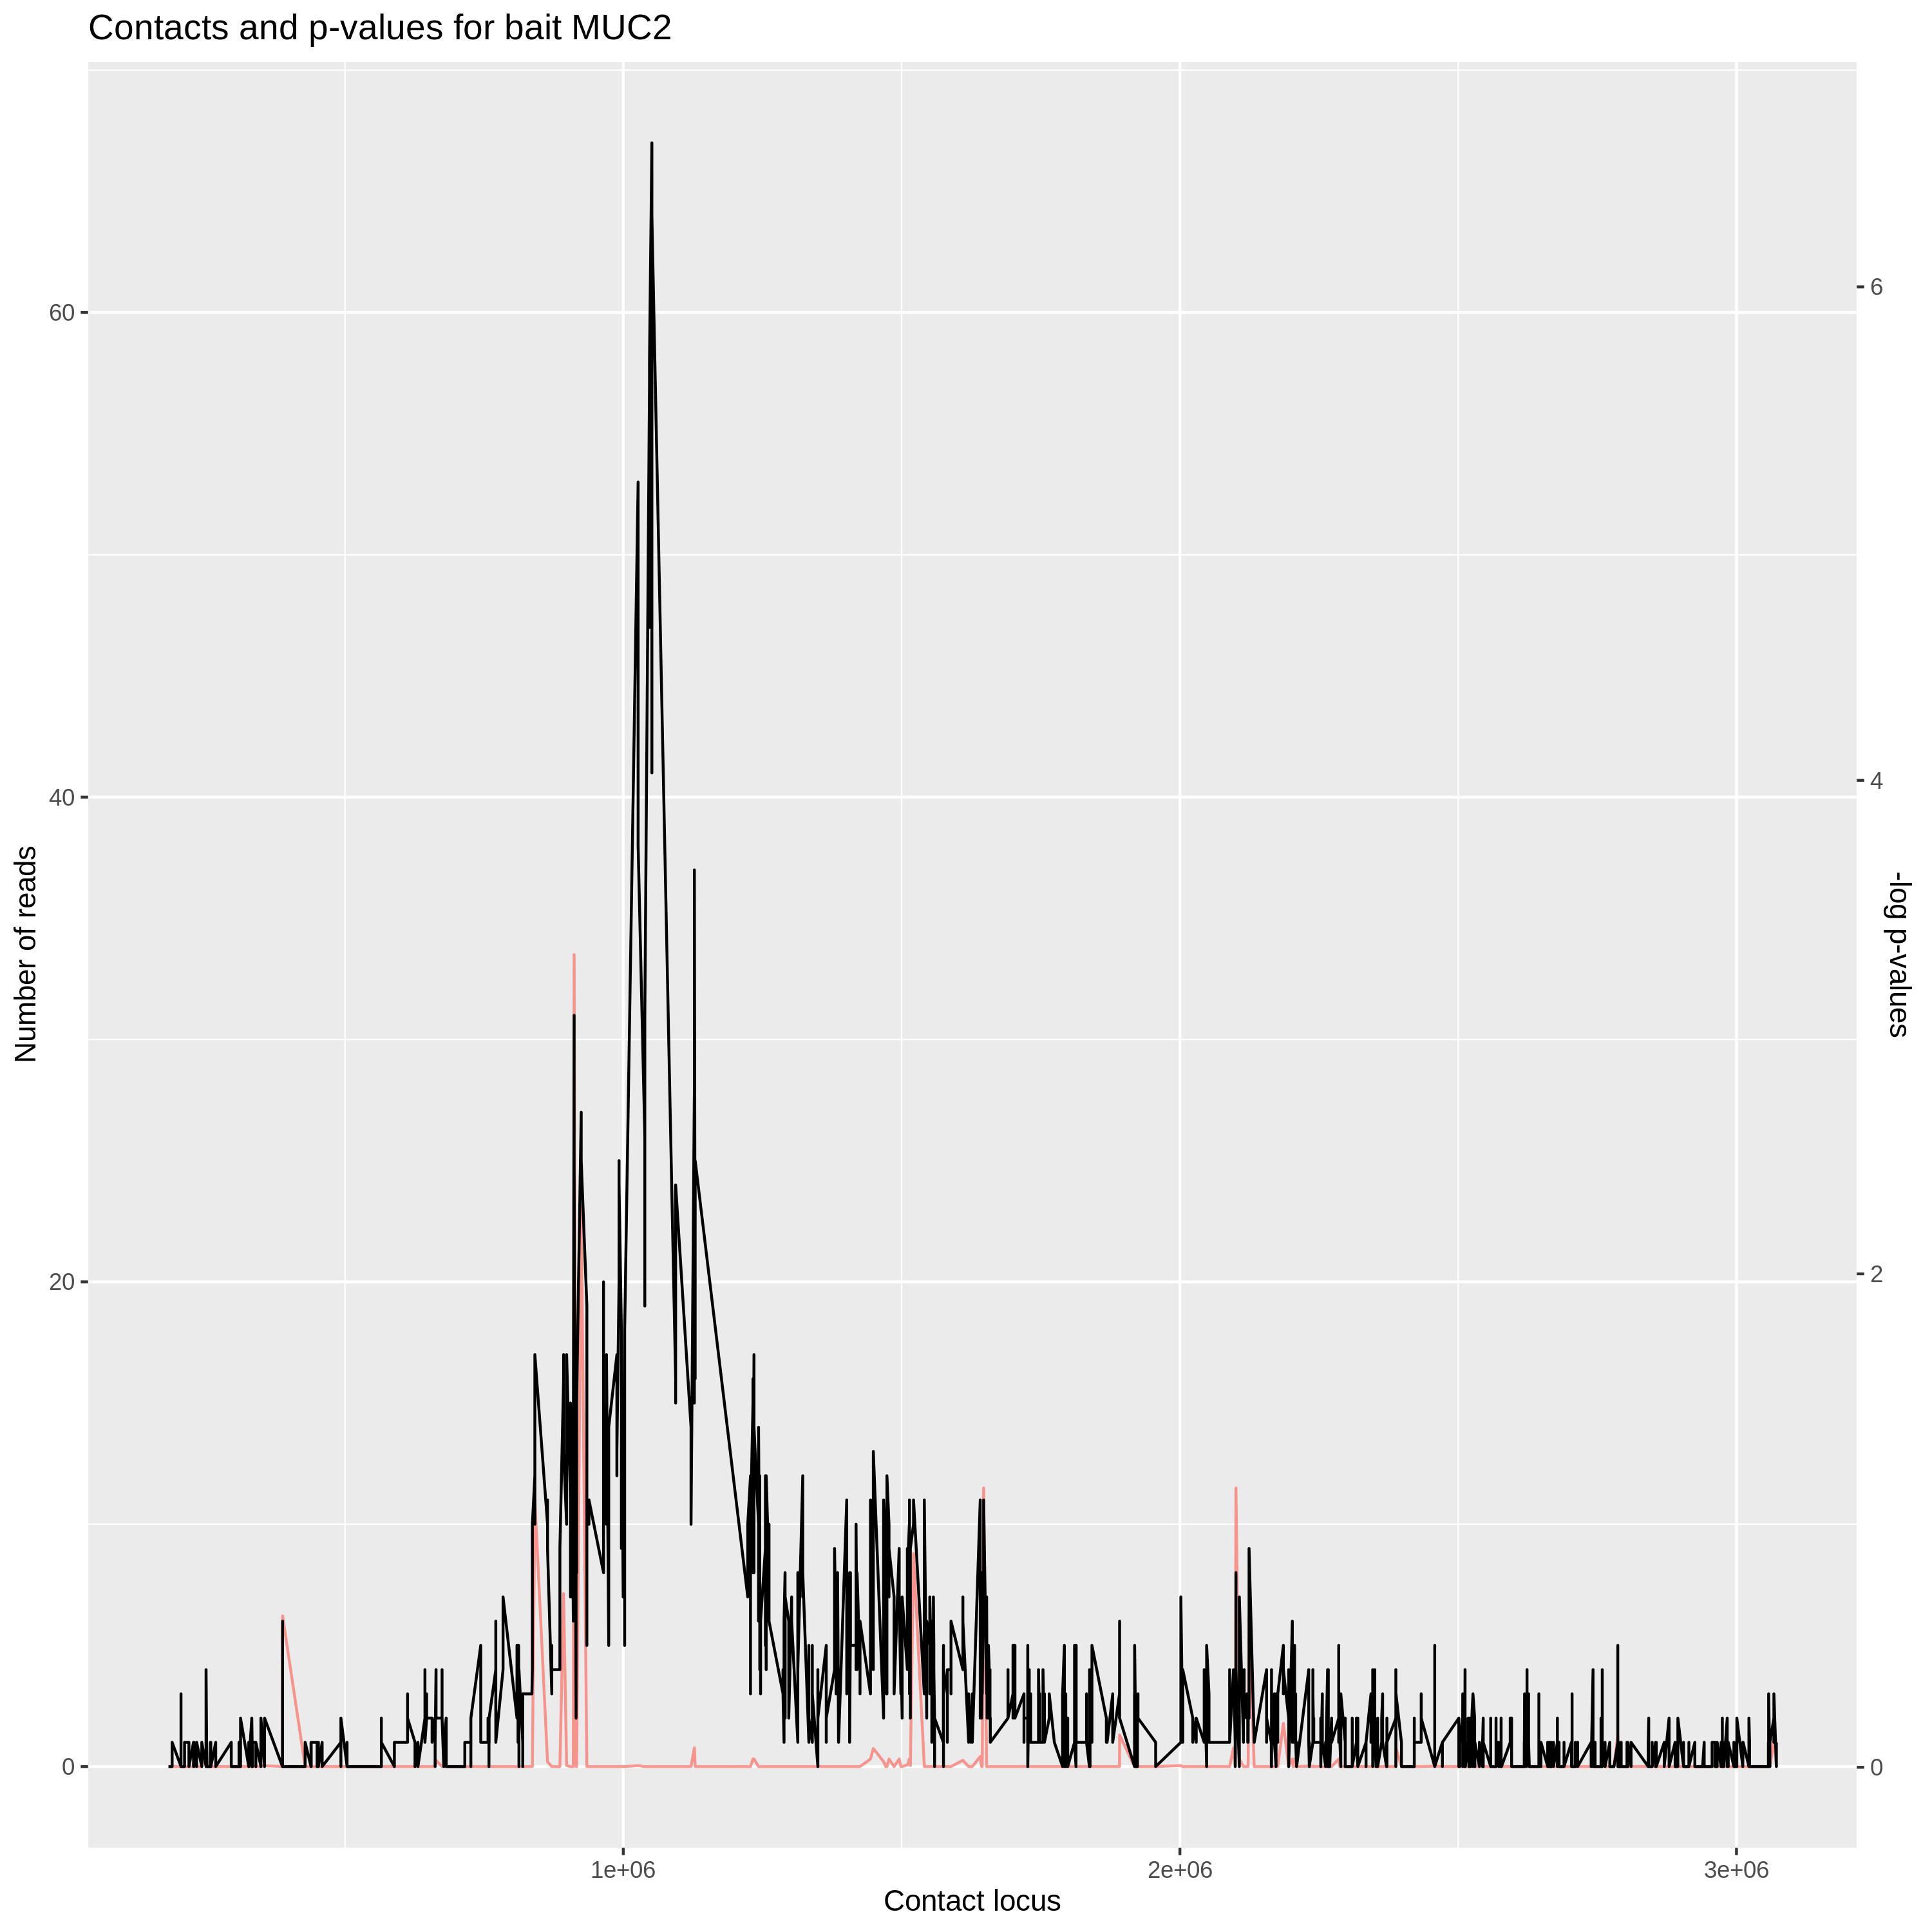 Contacts and p-values for bait MUC2
Number of reads
60
40
20
0
6
4
2
0
-log p-values
1e+06
2e+06
3e+06
Contact locus